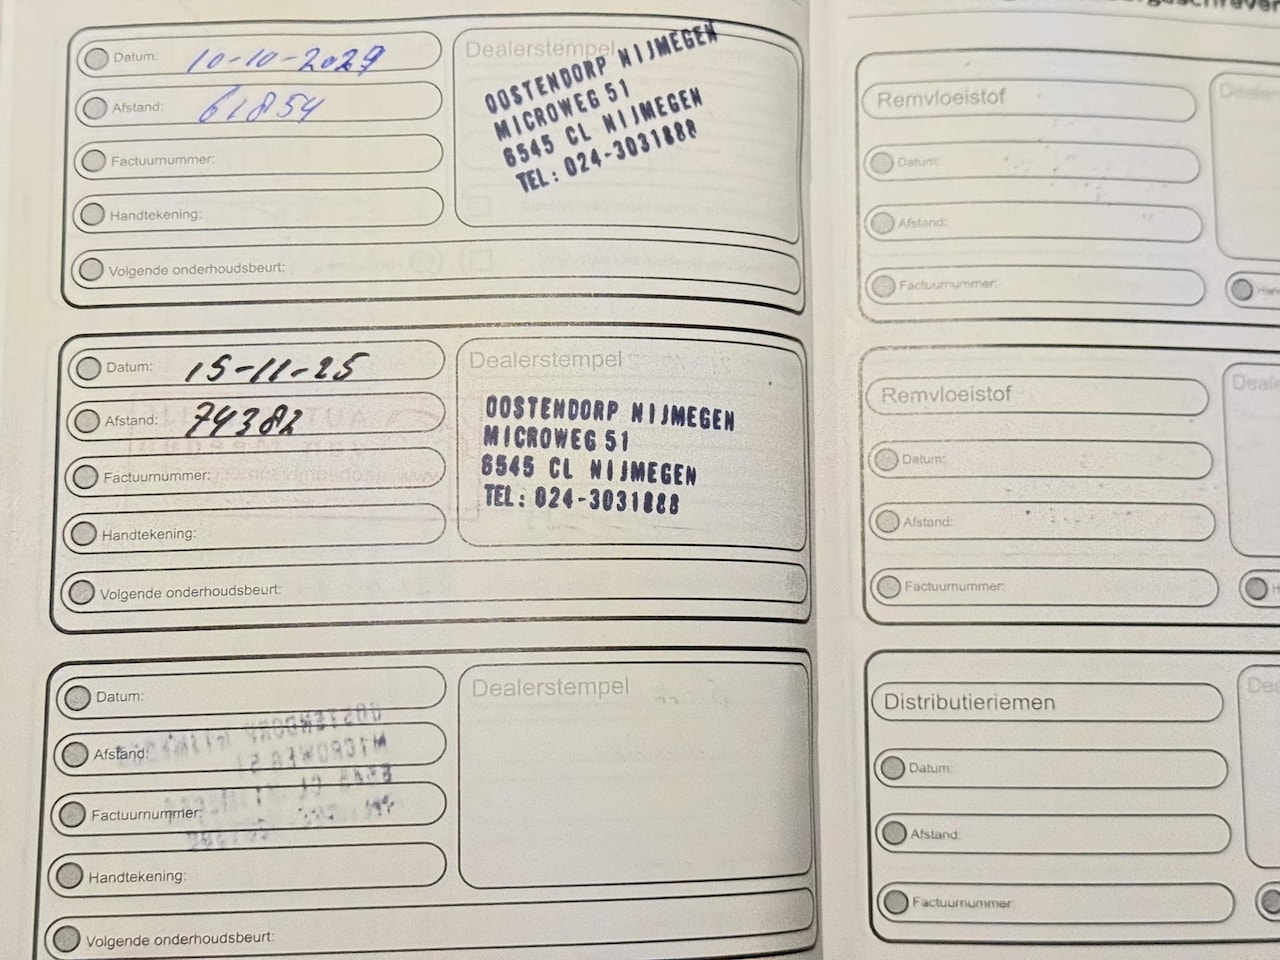 Datum: 10-10-2024
Afstand: 61854
Factuurnummer:
Handtekening:
Volgende onderhoudsbeurt:
Dealerstempel
OOSTENDORP NIJMEGEN
MICROWEG 51
6545 CL NIJMEGEN
TEL: 024-3031888
Datum: 15-11-25
Afstand: 74382
Factuurnummer:
Handtekening:
Volgende onderhoudsbeurt:
Dealerstempel
OOSTENDORP NIJMEGEN
MICROWEG 51
6545 CL NIJMEGEN
TEL: 024-3031888
Datum:
Afstand:
Factuurnummer:
Handtekening:
Volgende onderhoudsbeurt:
Dealerstempel
Remvloeistof
Datum:
Afstand:
Factuurnummer:
Remvloeistof
Datum:
Afstand:
Factuurnummer:
Distributieriemen
Datum:
Afstand:
Factuurnummer: